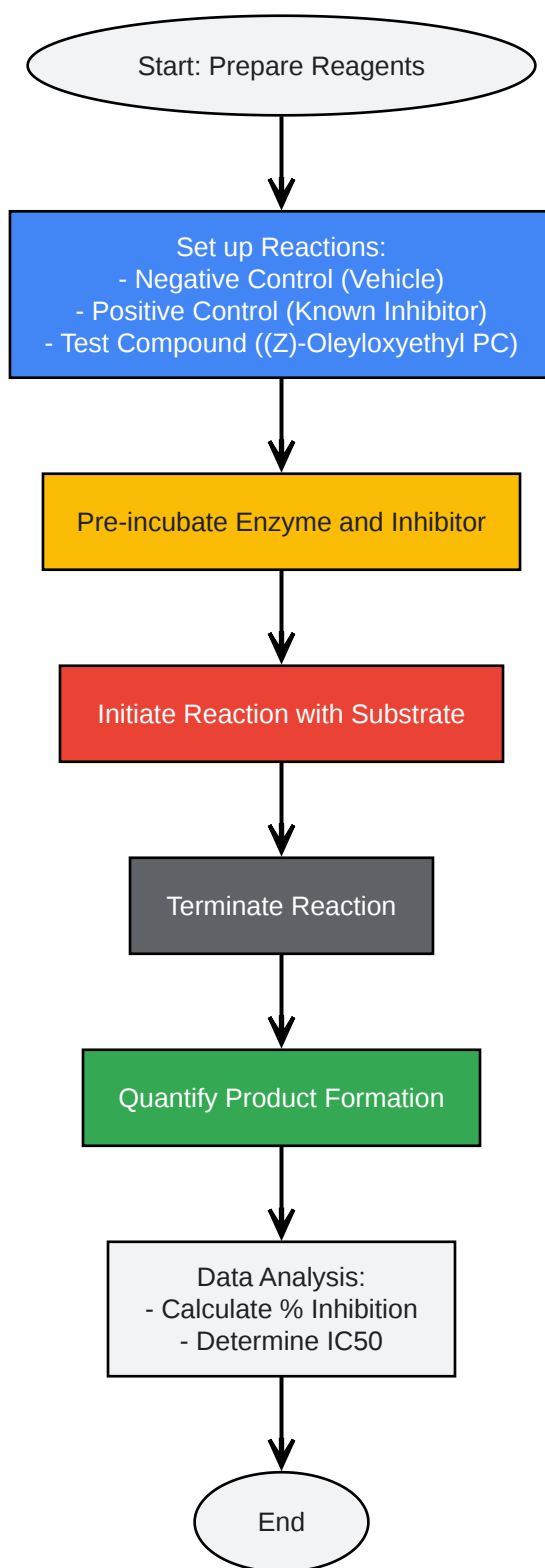 Start: Prepare Reagents
Set up Reactions:
- Negative Control (Vehicle)
- Positive Control (Known Inhibitor)
- Test Compound ((Z)-Oleyloxyethyl PC)
Pre-incubate Enzyme and Inhibitor
Initiate Reaction with Substrate
Terminate Reaction
Quantify Product Formation
Data Analysis:
- Calculate % Inhibition
- Determine IC50
End